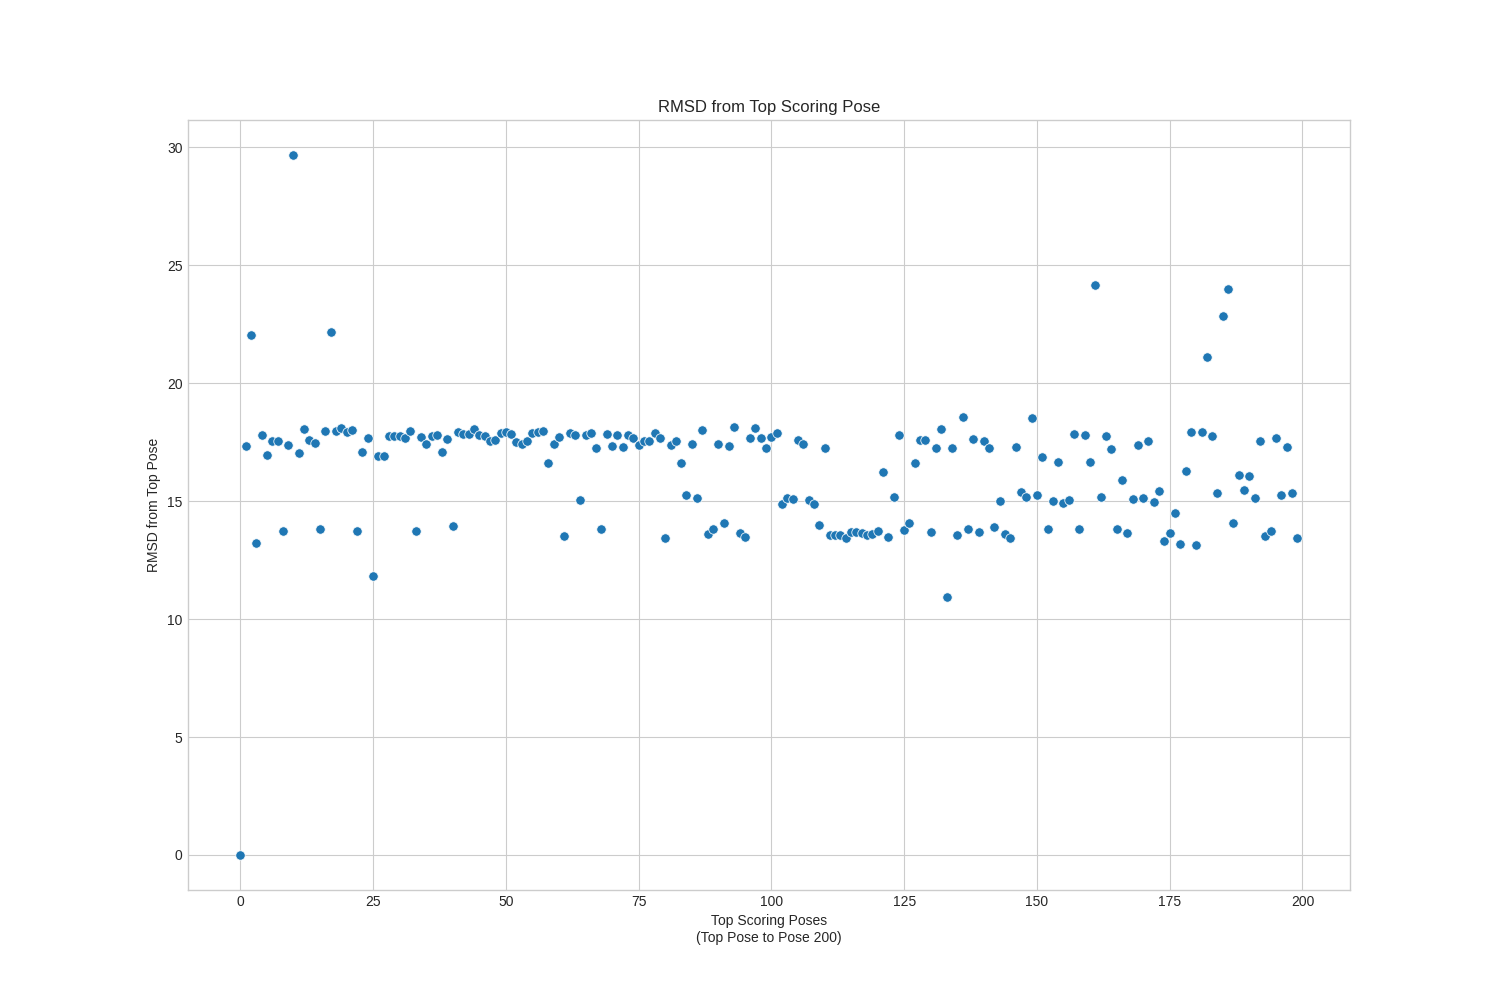 RMSD from Top Scoring Pose
30
25
20
15
10
5
0
RMSD from Top Pose
0 25 50 75 100 125 150 175 200
Top Scoring Poses
(Top Pose to Pose 200)